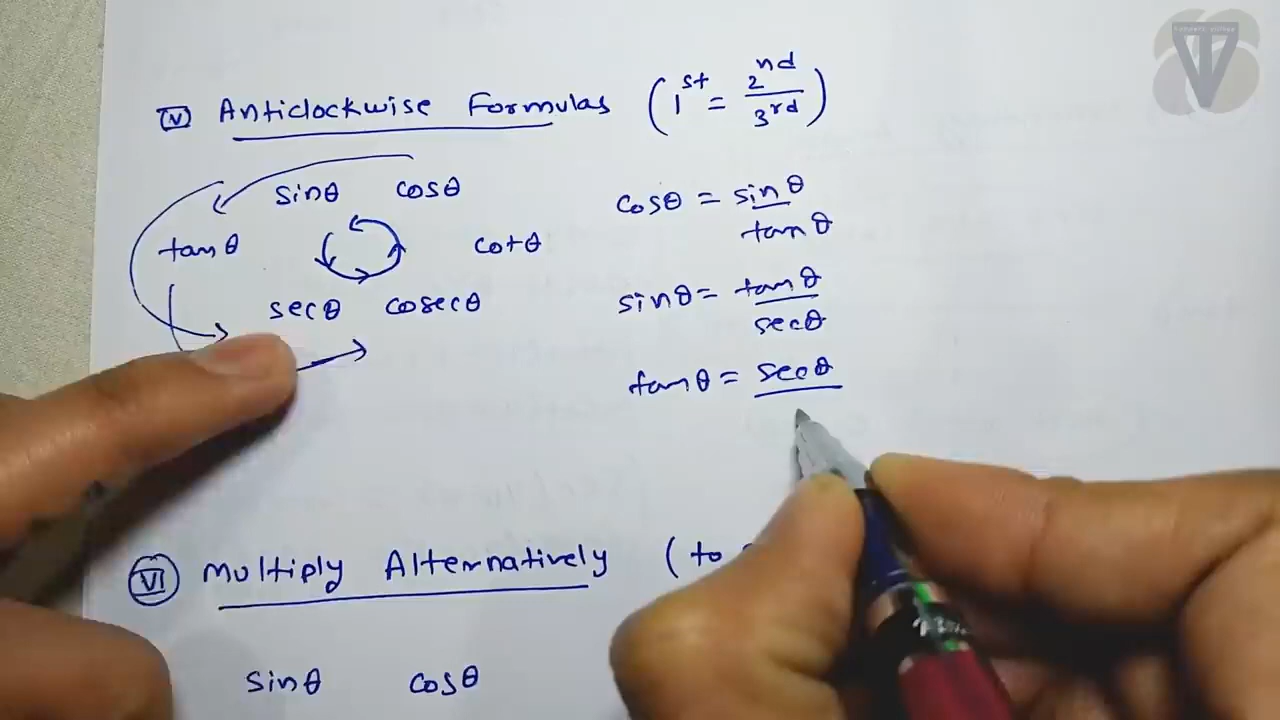 V Anticlockwise Formulas (1st = 2nd/3rd)
sinθ cosθ
tanθ cotθ
secθ cosecθ
cosθ = sinθ/tanθ
sinθ = tanθ/secθ
tanθ = secθ
VI Multiply Alternatively (to
sinθ cosθ